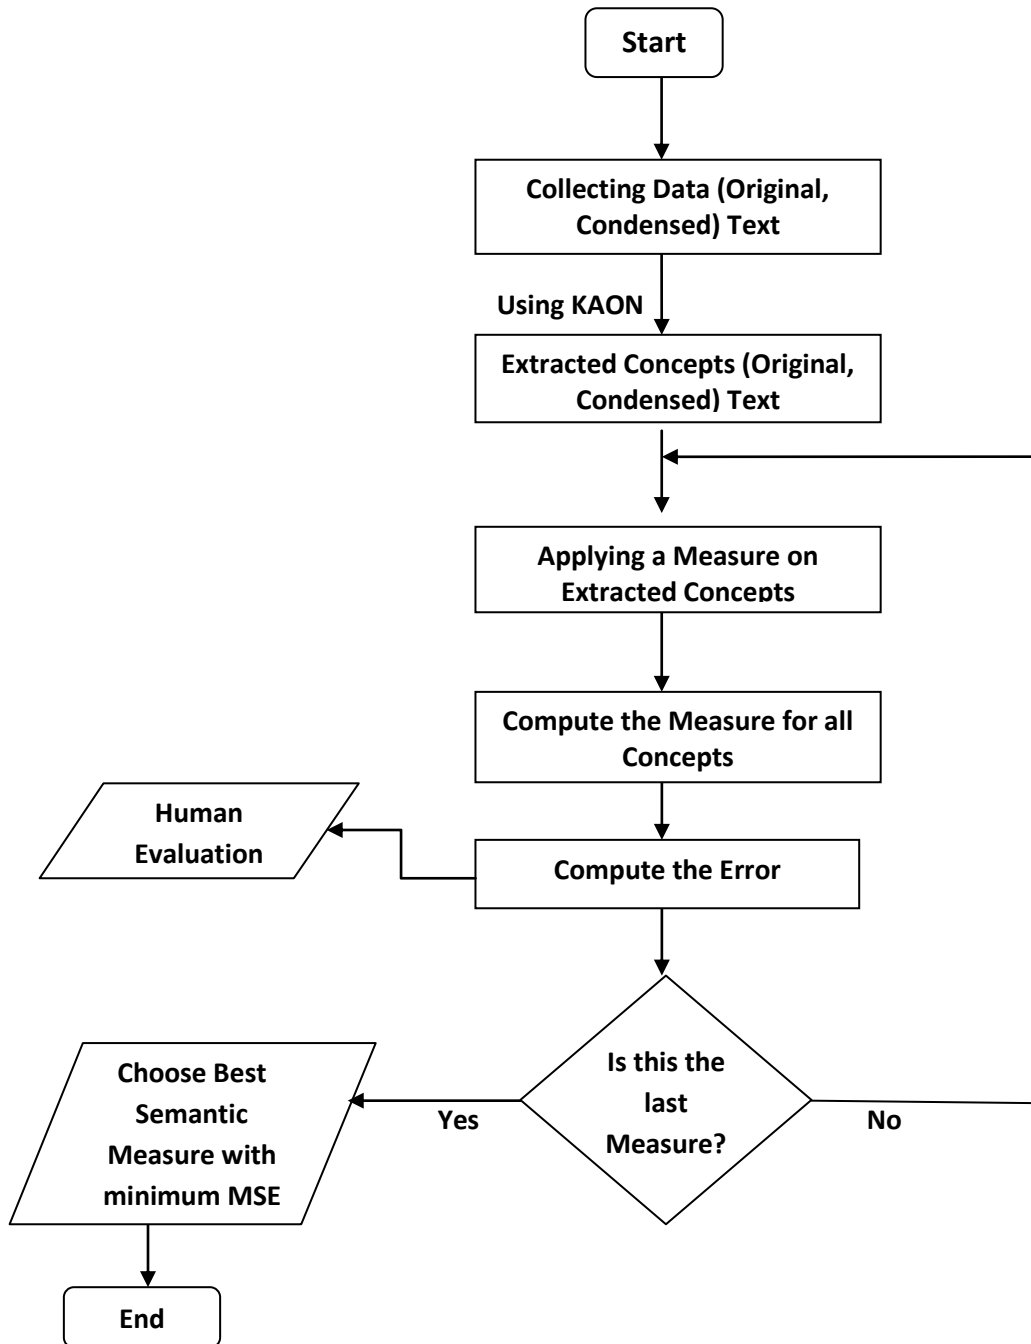 Start
Collecting Data (Original,
Condensed) Text
Using KAON
Extracted Concepts (Original,
Condensed) Text
Applying a Measure on
Extracted Concepts
Compute the Measure for all
Concepts
Human
Evaluation
Compute the Error
Is this the
last
Measure?
Yes
No
Choose Best
Semantic
Measure with
minimum MSE
End